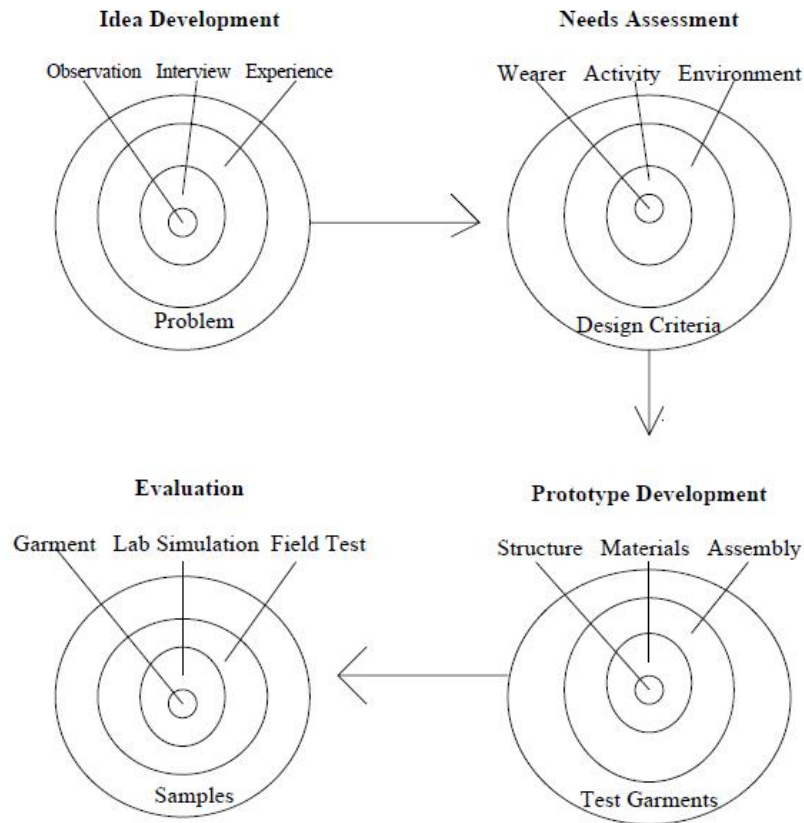 Idea Development
Observation Interview Experience
Problem
Needs Assessment
Wearer Activity Environment
Design Criteria
Evaluation
Garment Lab Simulation Field Test
Samples
Prototype Development
Structure Materials Assembly
Test Garments